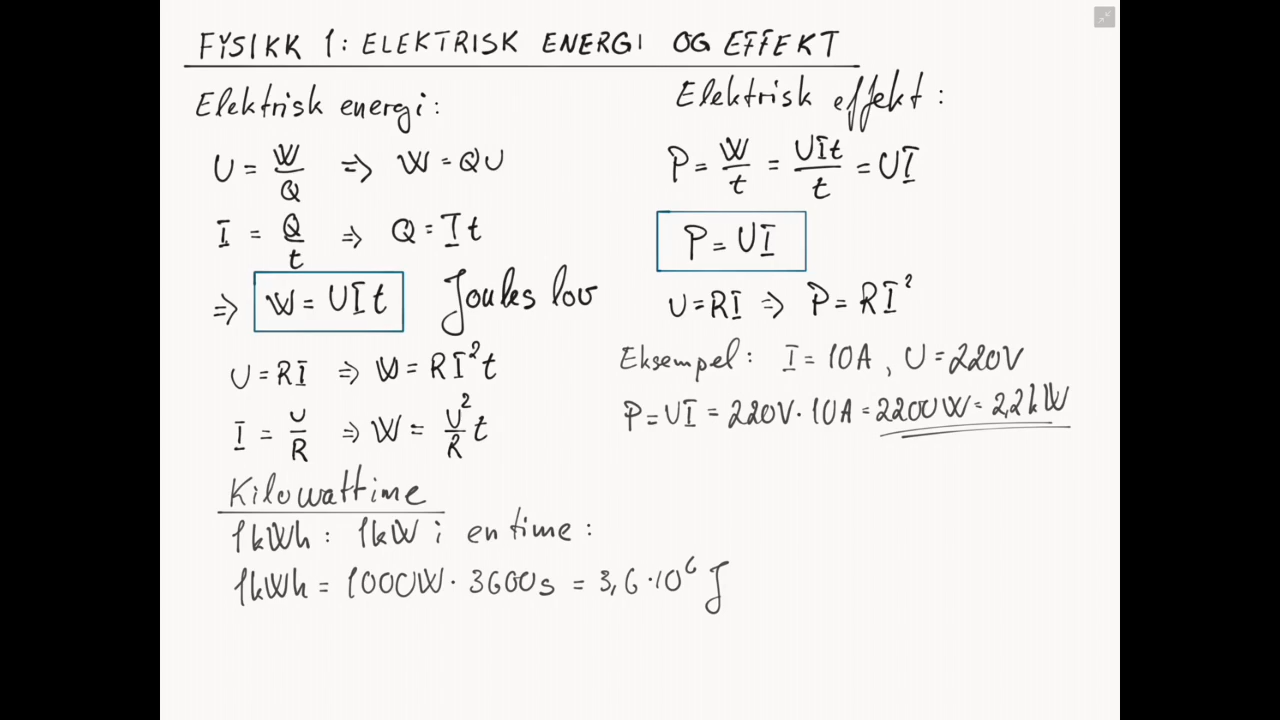 FYSIKK 1: ELEKTRISK ENERGI OG EFFEKT
Elektrisk energi:
U = W/Q => W = QU
I = Q/t => Q = It
=> W = UIt Joules lov
U = RI => W = RI²t
I = U/R => W = U²/R t
Kilowattime
1kWh: 1kW i en time:
1kWh = 1000W · 3600s = 3,6·10⁶ J
Elektrisk effekt:
P = W/t = UIt/t = UI
P = UI
U = RI => P = RI²
Eksempel: I = 10A, U = 220V
P = UI = 220V · 10A = 2200W = 2,2kW